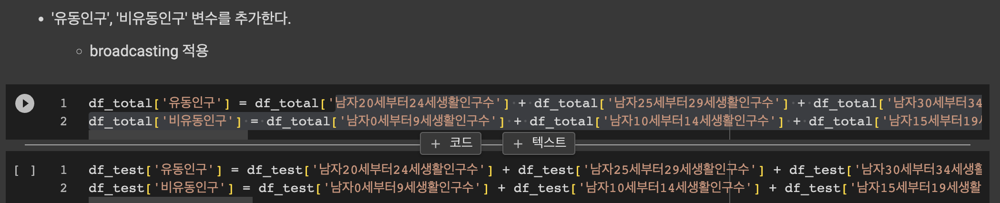 • '유동인구', '비유동인구' 변수를 추가한다.
○ broadcasting 적용
1 df_total['유동인구'] = df_total['남자20세부터24세생활인구수'] + df_total['남자25세부터29세생활인구수'] + df_total['남자30세부터34
2 df_total['비유동인구'] = df_total['남자0세부터9세생활인구수'] + df_total['남자10세부터14세생활인구수'] + df_total['남자15세부터19
+ 코드 + 텍스트
[ ] 1 df_test['유동인구'] = df_test['남자20세부터24세생활인구수'] + df_test['남자25세부터29세생활인구수'] + df_test['남자30세부터34세생활
2 df_test['비유동인구'] = df_test['남자0세부터9세생활인구수'] + df_test['남자10세부터14세생활인구수'] + df_test['남자15세부터19세생활